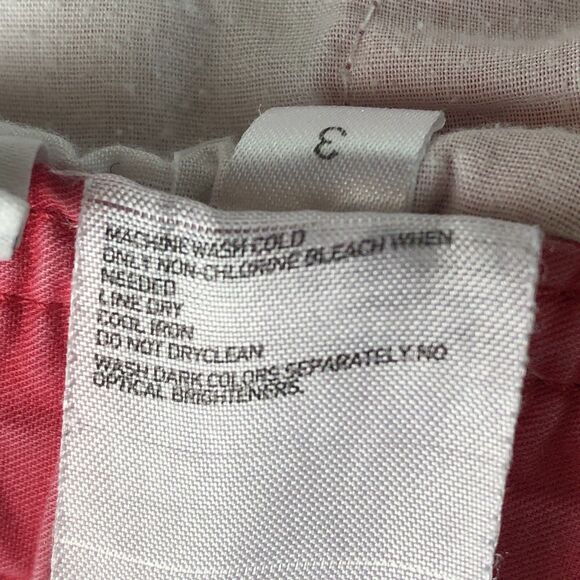 3
MACHINE WASH COLD
ONLY NON-CHLORINE BLEACH WHEN
NEEDED
LINE DRY
COOL IRON
DO NOT DRYCLEAN
WASH DARK COLORS SEPARATELY NO
OPTICAL BRIGHTENERS.